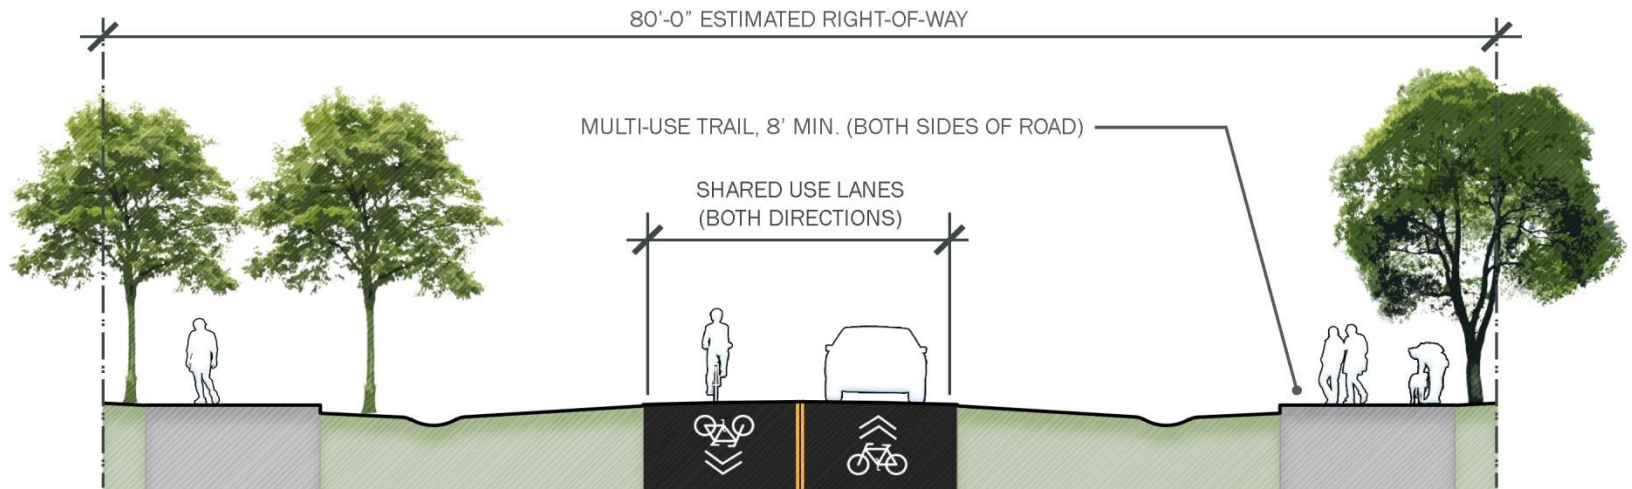 80'-0" ESTIMATED RIGHT-OF-WAY
MULTI-USE TRAIL, 8' MIN. (BOTH SIDES OF ROAD)
SHARED USE LANES
(BOTH DIRECTIONS)